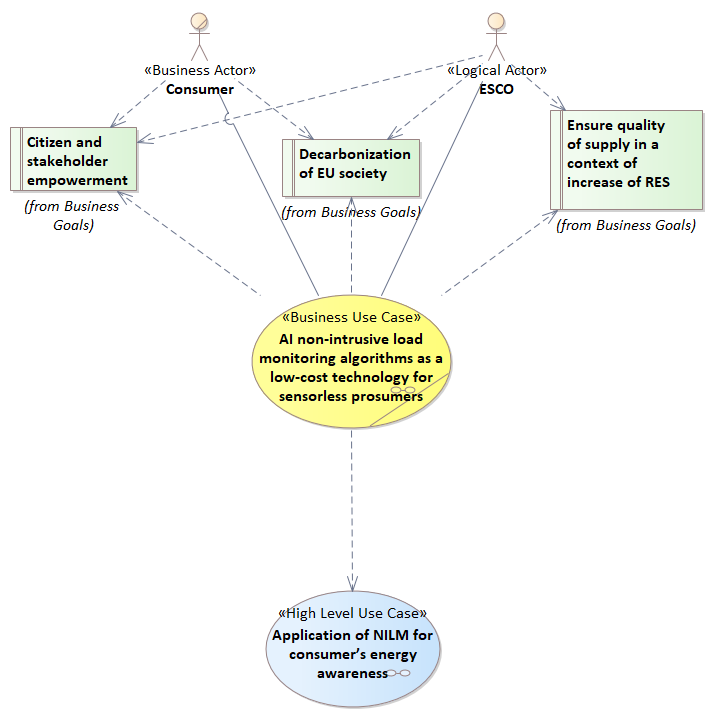 «Business Actor»
Consumer
«Logical Actor»
ESCO
Citizen and
stakeholder
empowerment
(from Business
Goals)
Decarbonization
of EU society
(from Business Goals)
Ensure quality
of supply in a
context of
increase of RES
(from Business Goals)
«Business Use Case»
AI non-intrusive load
monitoring algorithms as a
low-cost technology for
sensorless prosumers
«High Level Use Case»
Application of NILM for
consumer’s energy
awareness